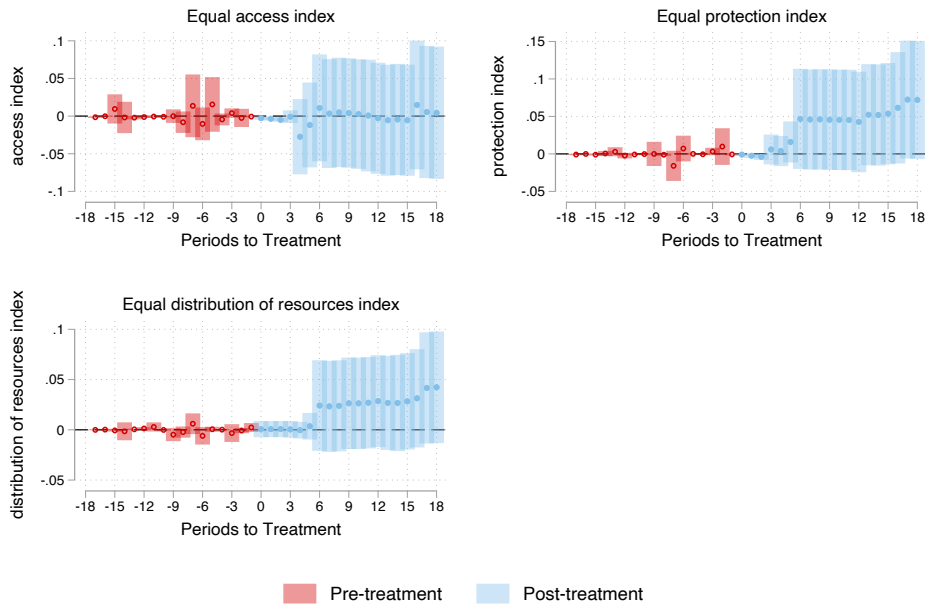 Equal access index
access index
.1
.05
0
-.05
-.1
-18 -15 -12 -9 -6 -3 0 3 6 9 12 15 18
Periods to Treatment
Equal protection index
protection index
.15
.1
.05
0
-.05
-18 -15 -12 -9 -6 -3 0 3 6 9 12 15 18
Periods to Treatment
Equal distribution of resources index
distribution of resources index
.1
.05
0
-.05
-18 -15 -12 -9 -6 -3 0 3 6 9 12 15 18
Periods to Treatment
Pre-treatment Post-treatment